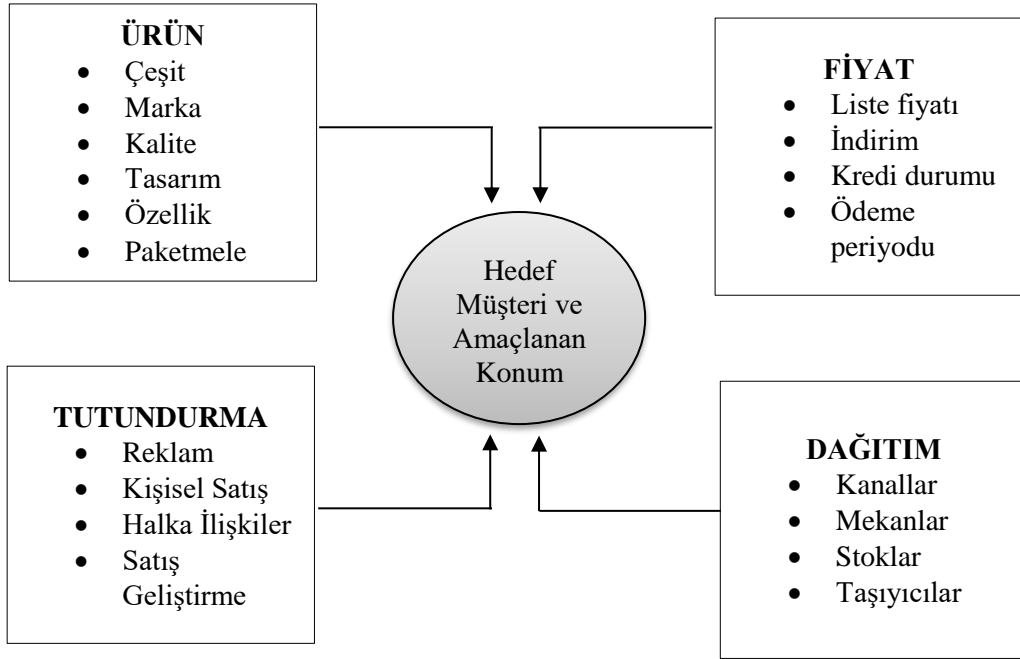 ÜRÜN
• Çeşit
• Marka
• Kalite
• Tasarım
• Özellik
• Paketmele
FİYAT
• Liste fiyatı
• İndirim
• Kredi durumu
• Ödeme
periyodu
Hedef
Müşteri ve
Amaçlanan
Konum
TUTUNDURMA
• Reklam
• Kişisel Satış
• Halka İlişkiler
• Satış
Geliştirme
DAĞITIM
• Kanallar
• Mekanlar
• Stoklar
• Taşıyıcılar